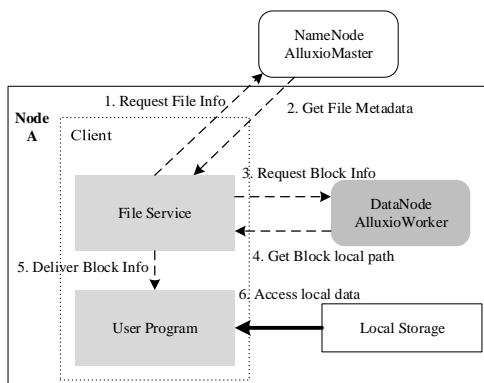 NameNode
AlluxioMaster
1. Request File Info
2. Get File Metadata
Node
A
Client
3. Request Block Info
File Service
DataNode
AlluxioWorker
4. Get Block local path
5. Deliver Block Info
6. Access local data
User Program
Local Storage